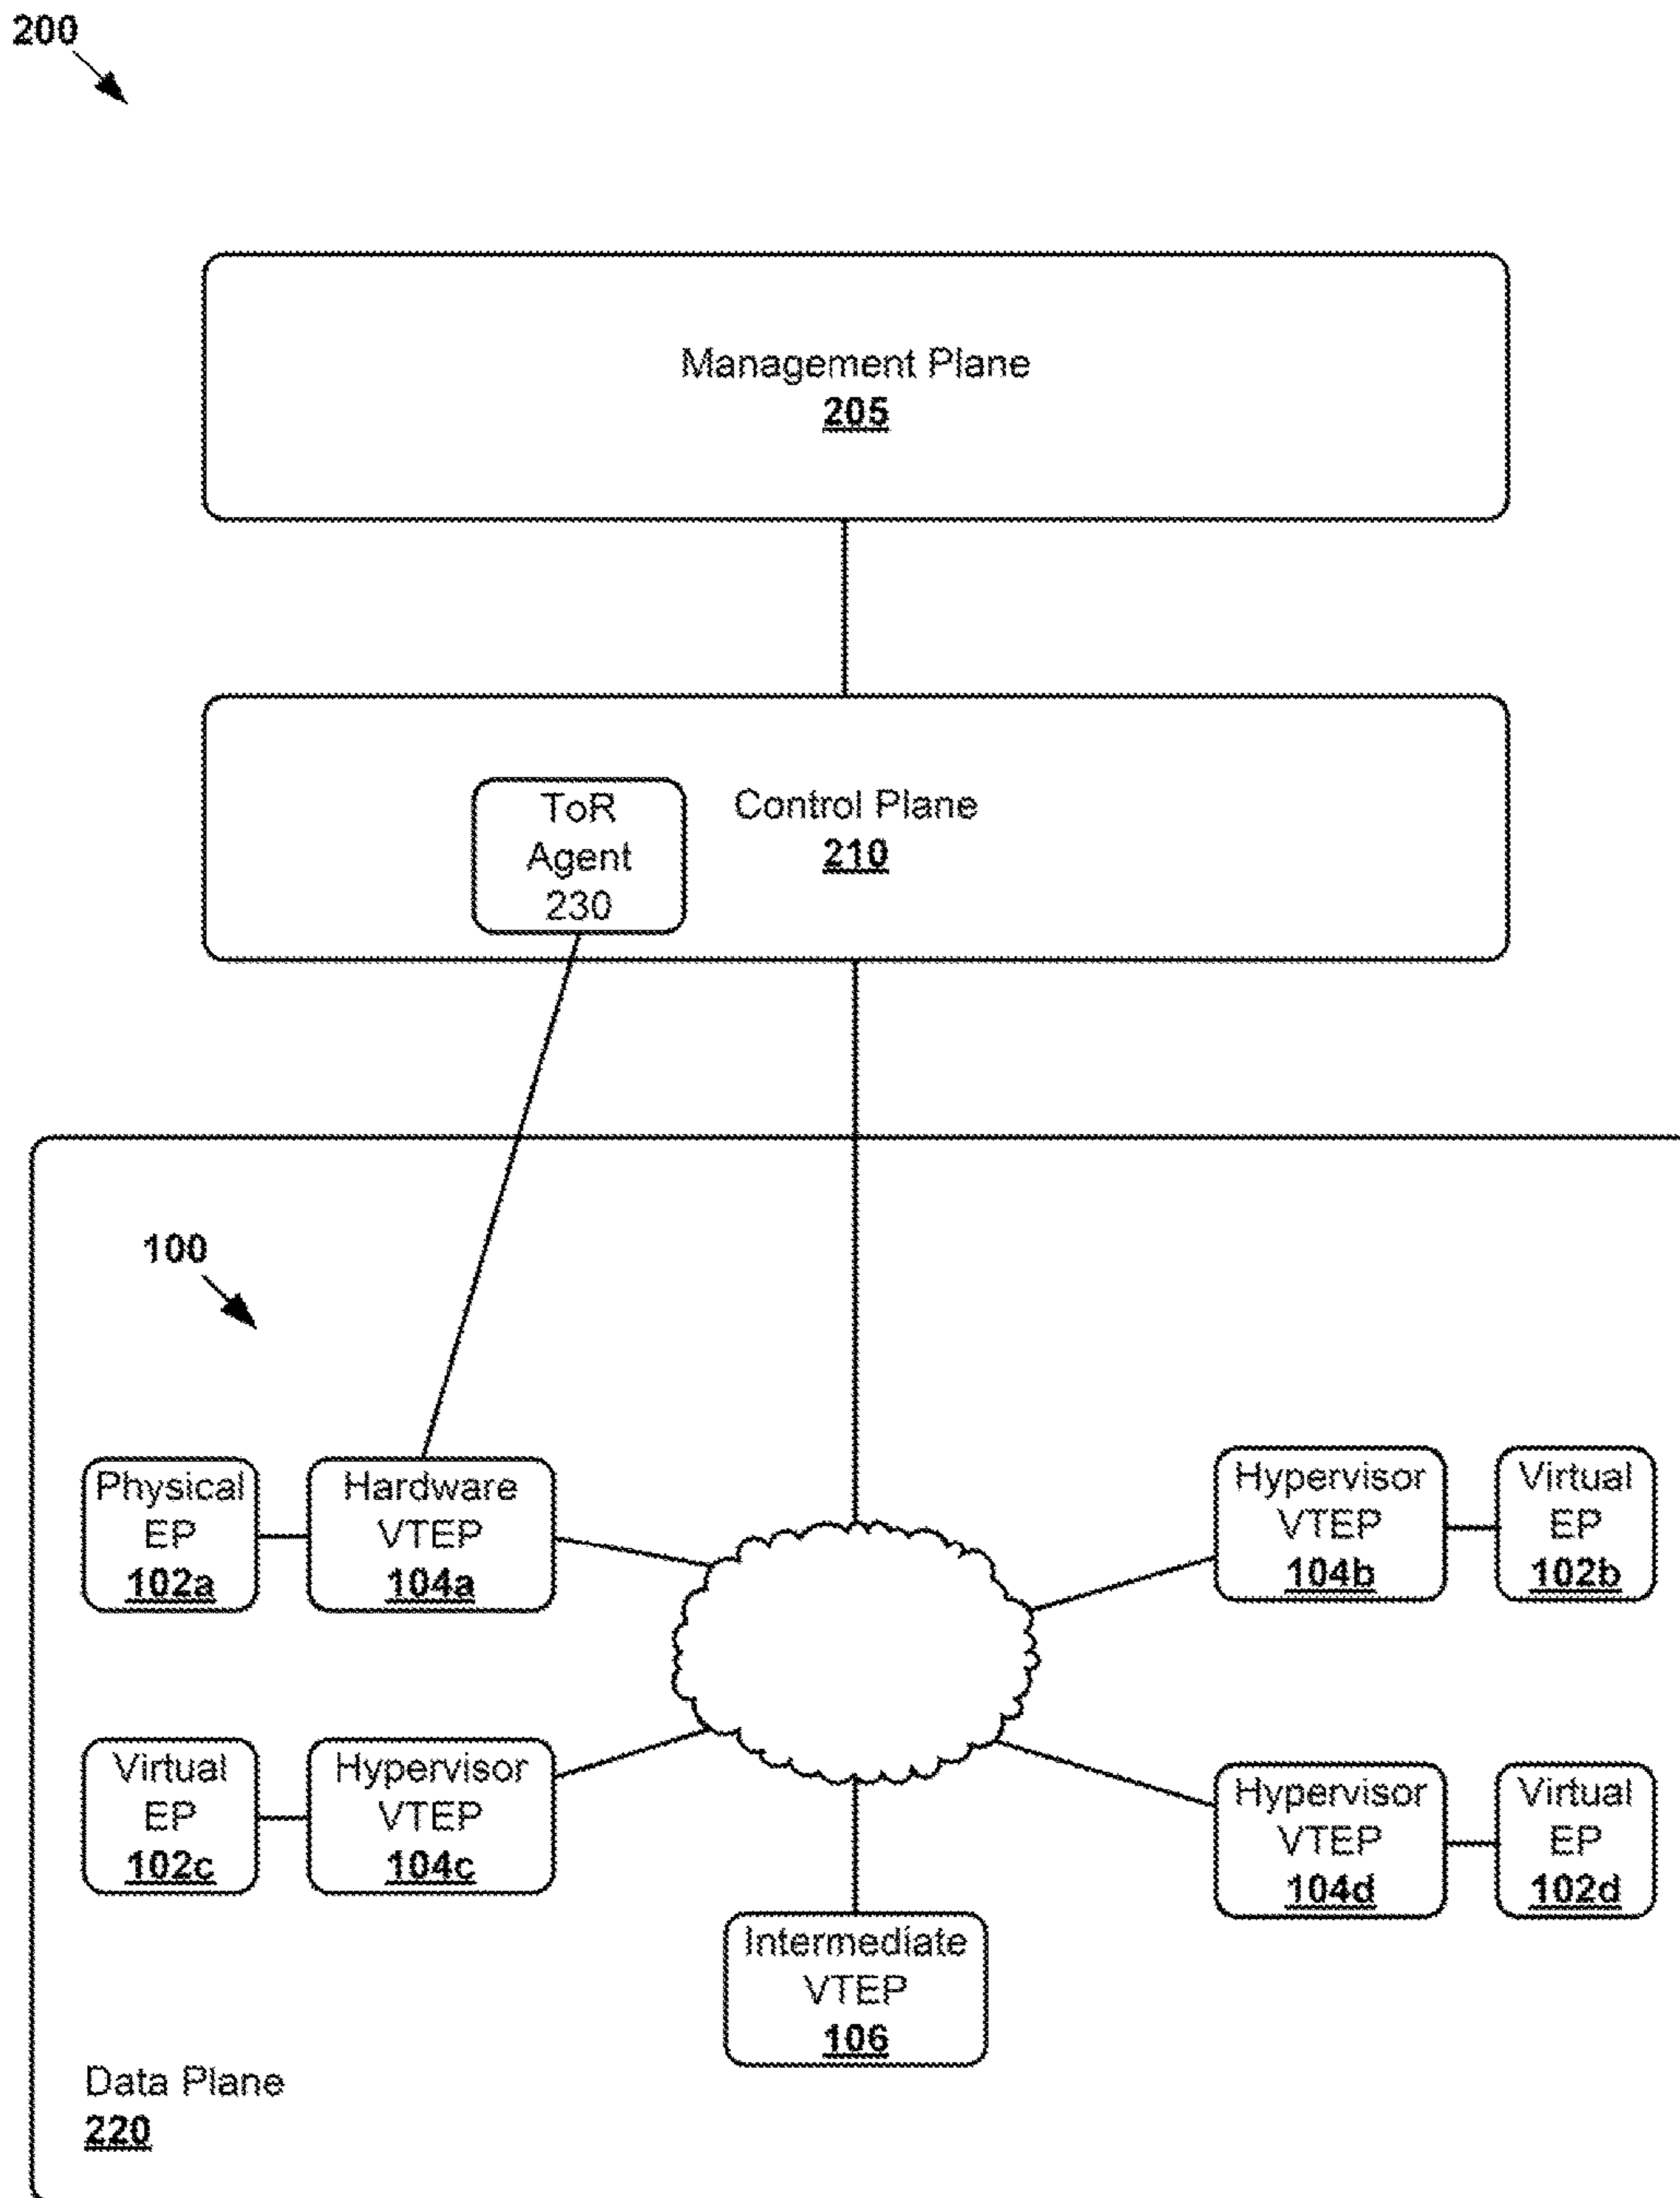 200
Management Plane
205
ToR
Agent
230
Control Plane
210
100
Physical
EP
102a
Hardware
VTEP
104a
Hypervisor
VTEP
104b
Virtual
EP
102b
Virtual
EP
102c
Hypervisor
VTEP
104c
Hypervisor
VTEP
104d
Virtual
EP
102d
Intermediate
VTEP
106
Data Plane
220